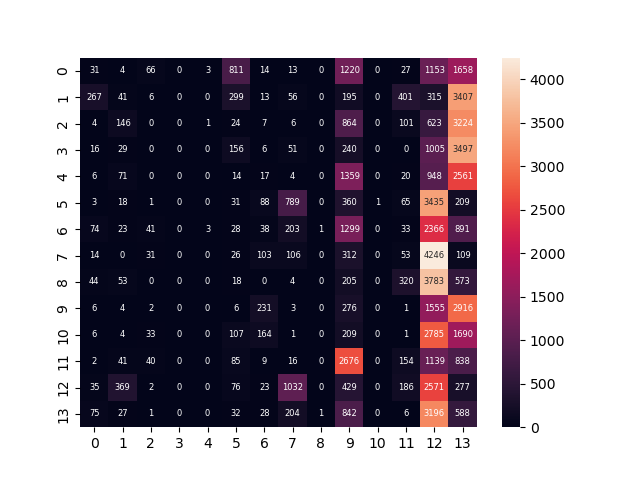 0 31 4 66 0 3 811 14 13 0 1220 0 27 1153 1658
1 267 41 6 0 0 299 13 56 0 195 0 401 315 3407
2 4 146 0 0 1 24 7 6 0 864 0 101 623 3224
3 16 29 0 0 0 156 6 51 0 240 0 0 1005 3497
4 6 71 0 0 0 14 17 4 0 1359 0 20 948 2561
5 3 18 1 0 0 31 88 789 0 360 1 65 3435 209
6 74 23 41 0 3 28 38 203 1 1299 0 33 2366 891
7 14 0 31 0 0 26 103 106 0 312 0 53 4246 109
8 44 53 0 0 0 18 0 4 0 205 0 320 3783 573
9 6 4 2 0 0 6 231 3 0 276 0 1 1555 2916
10 6 4 33 0 0 107 164 1 0 209 0 1 2785 1690
11 2 41 40 0 0 85 9 16 0 2676 0 154 1139 838
12 35 369 2 0 0 76 23 1032 0 429 0 186 2571 277
13 75 27 1 0 0 32 28 204 1 842 0 6 3196 588
0 1 2 3 4 5 6 7 8 9 10 11 12 13
4000
3500
3000
2500
2000
1500
1000
500
0